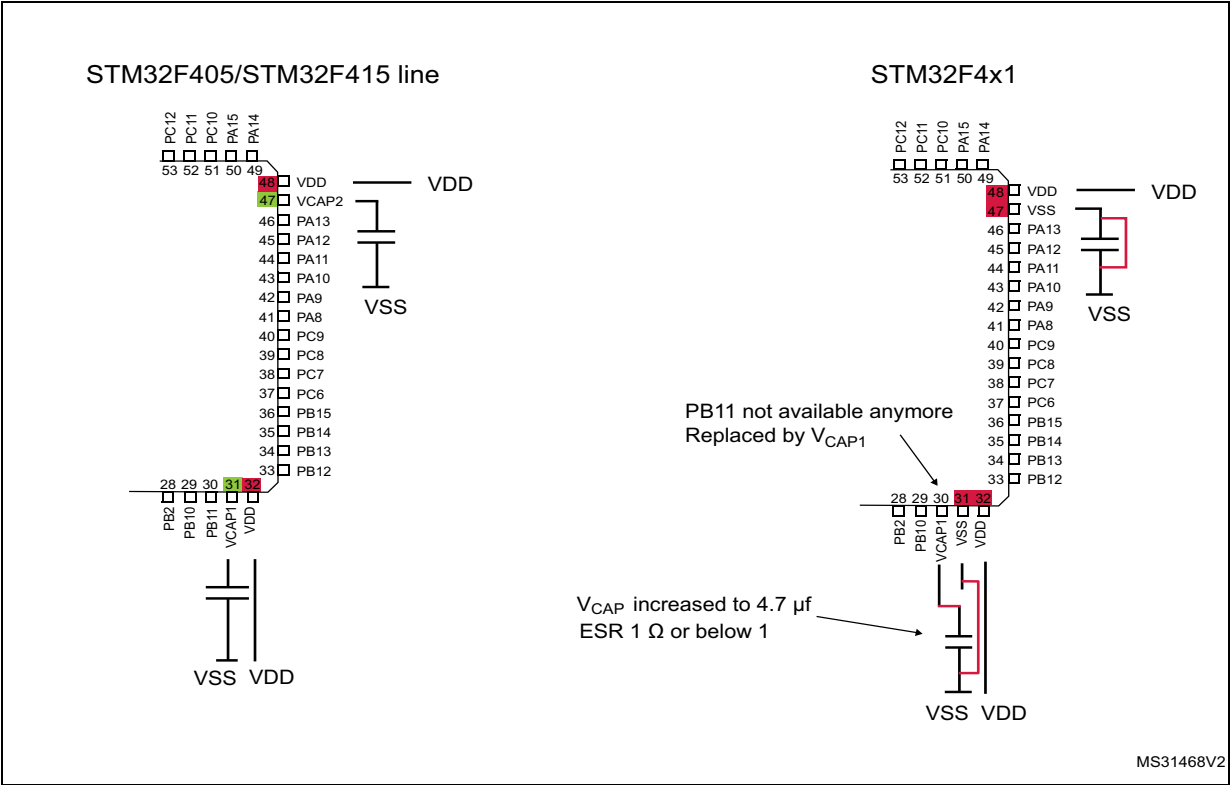 STM32F405/STM32F415 line
PC12
PC11
PC10
PA15
PA14
53 52 51 50 49
48 VDD
47 VCAP2
46 PA13
45 PA12
44 PA11
43 PA10
42 PA9
41 PA8
40 PC9
39 PC8
38 PC7
37 PC6
36 PB15
35 PB14
34 PB13
33 PB12
VDD
VSS
28 29 30 31 32
PB2
PB10
PB11
VCAP1
VDD
VSS VDD
STM32F4x1
PC12
PC11
PC10
PA15
PA14
53 52 51 50 49
48 VDD
47 VSS
46 PA13
45 PA12
44 PA11
43 PA10
42 PA9
41 PA8
40 PC9
39 PC8
38 PC7
37 PC6
36 PB15
35 PB14
34 PB13
33 PB12
VDD
VSS
PB11 not available anymore
Replaced by VCAP1
28 29 30 31 32
PB2
PB10
VCAP1
VSS
VDD
VCAP increased to 4.7 µf
ESR 1 Ω or below 1
VSS VDD
MS31468V2